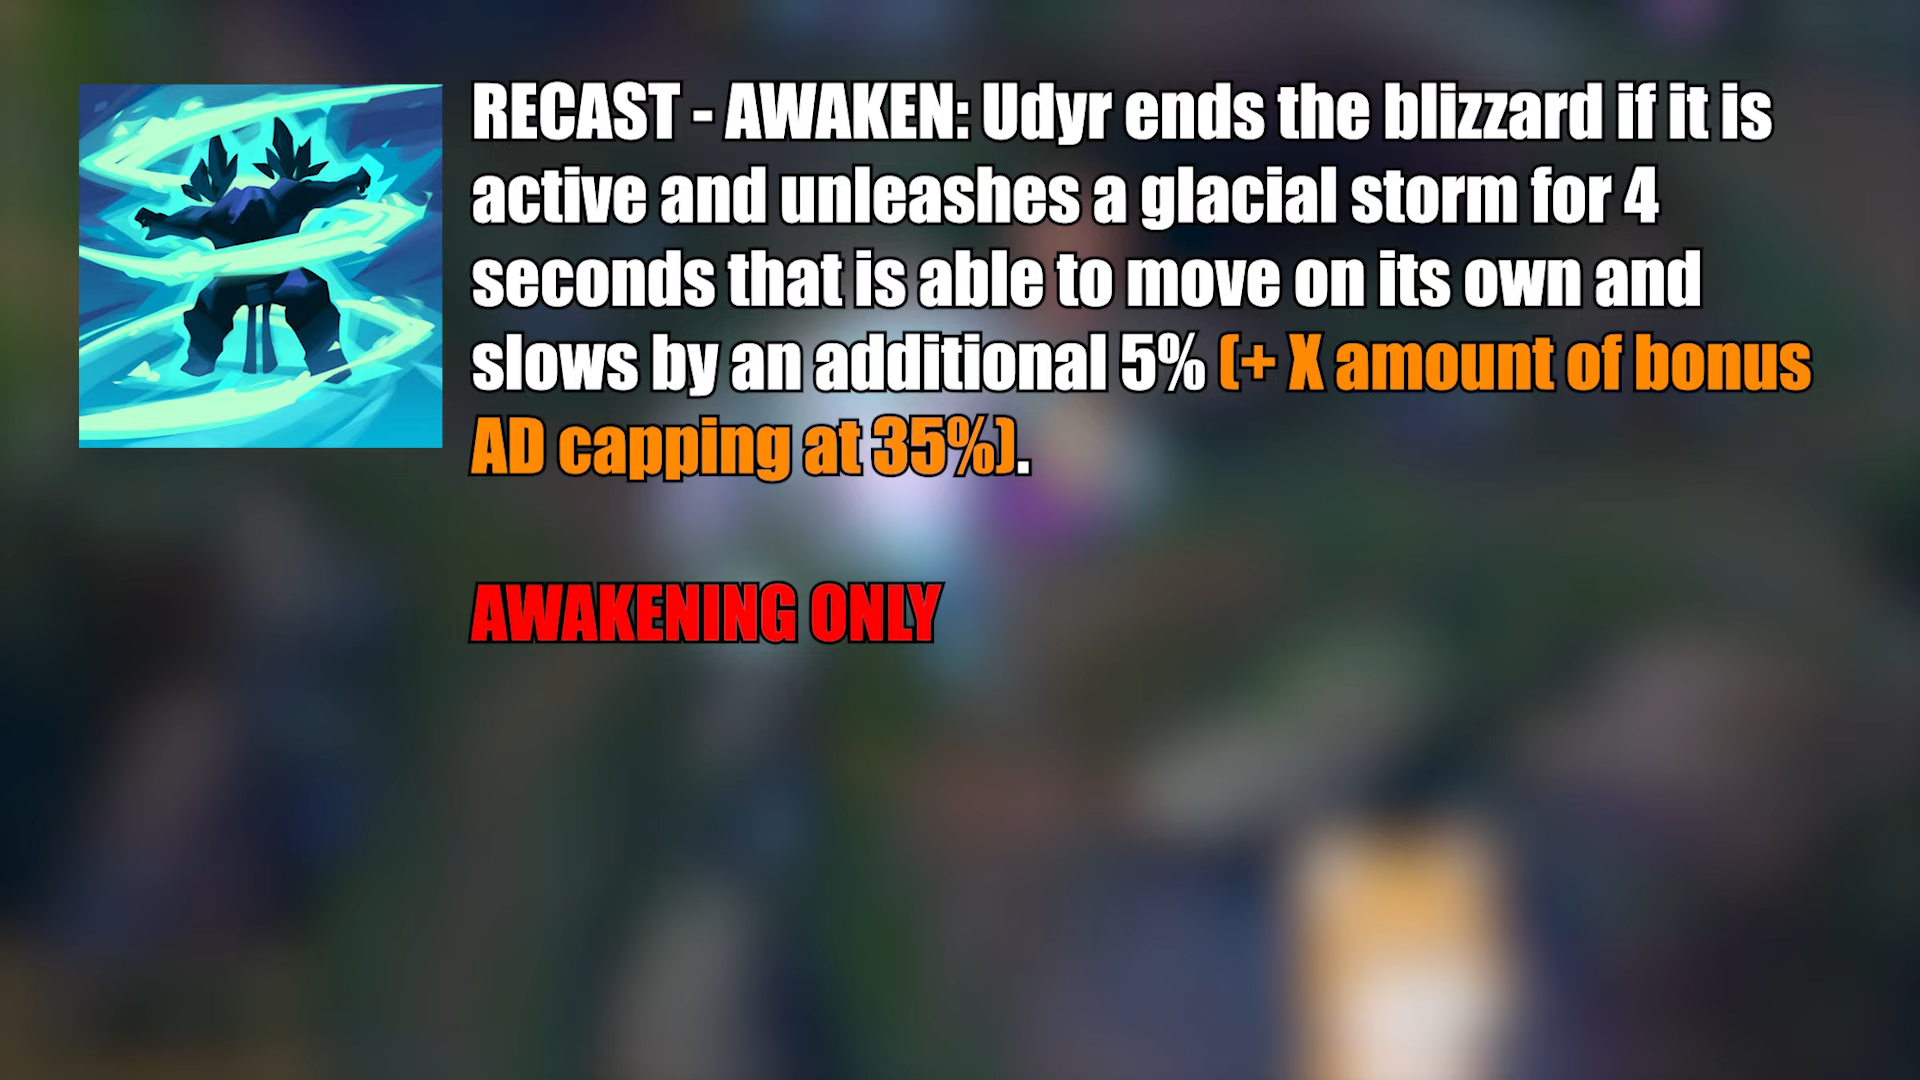 RECAST - AWAKEN: Udyr ends the blizzard if it is
active and unleashes a glacial storm for 4
seconds that is able to move on its own and
slows by an additional 5% (+ X amount of bonus
AD capping at 35%).
AWAKENING ONLY